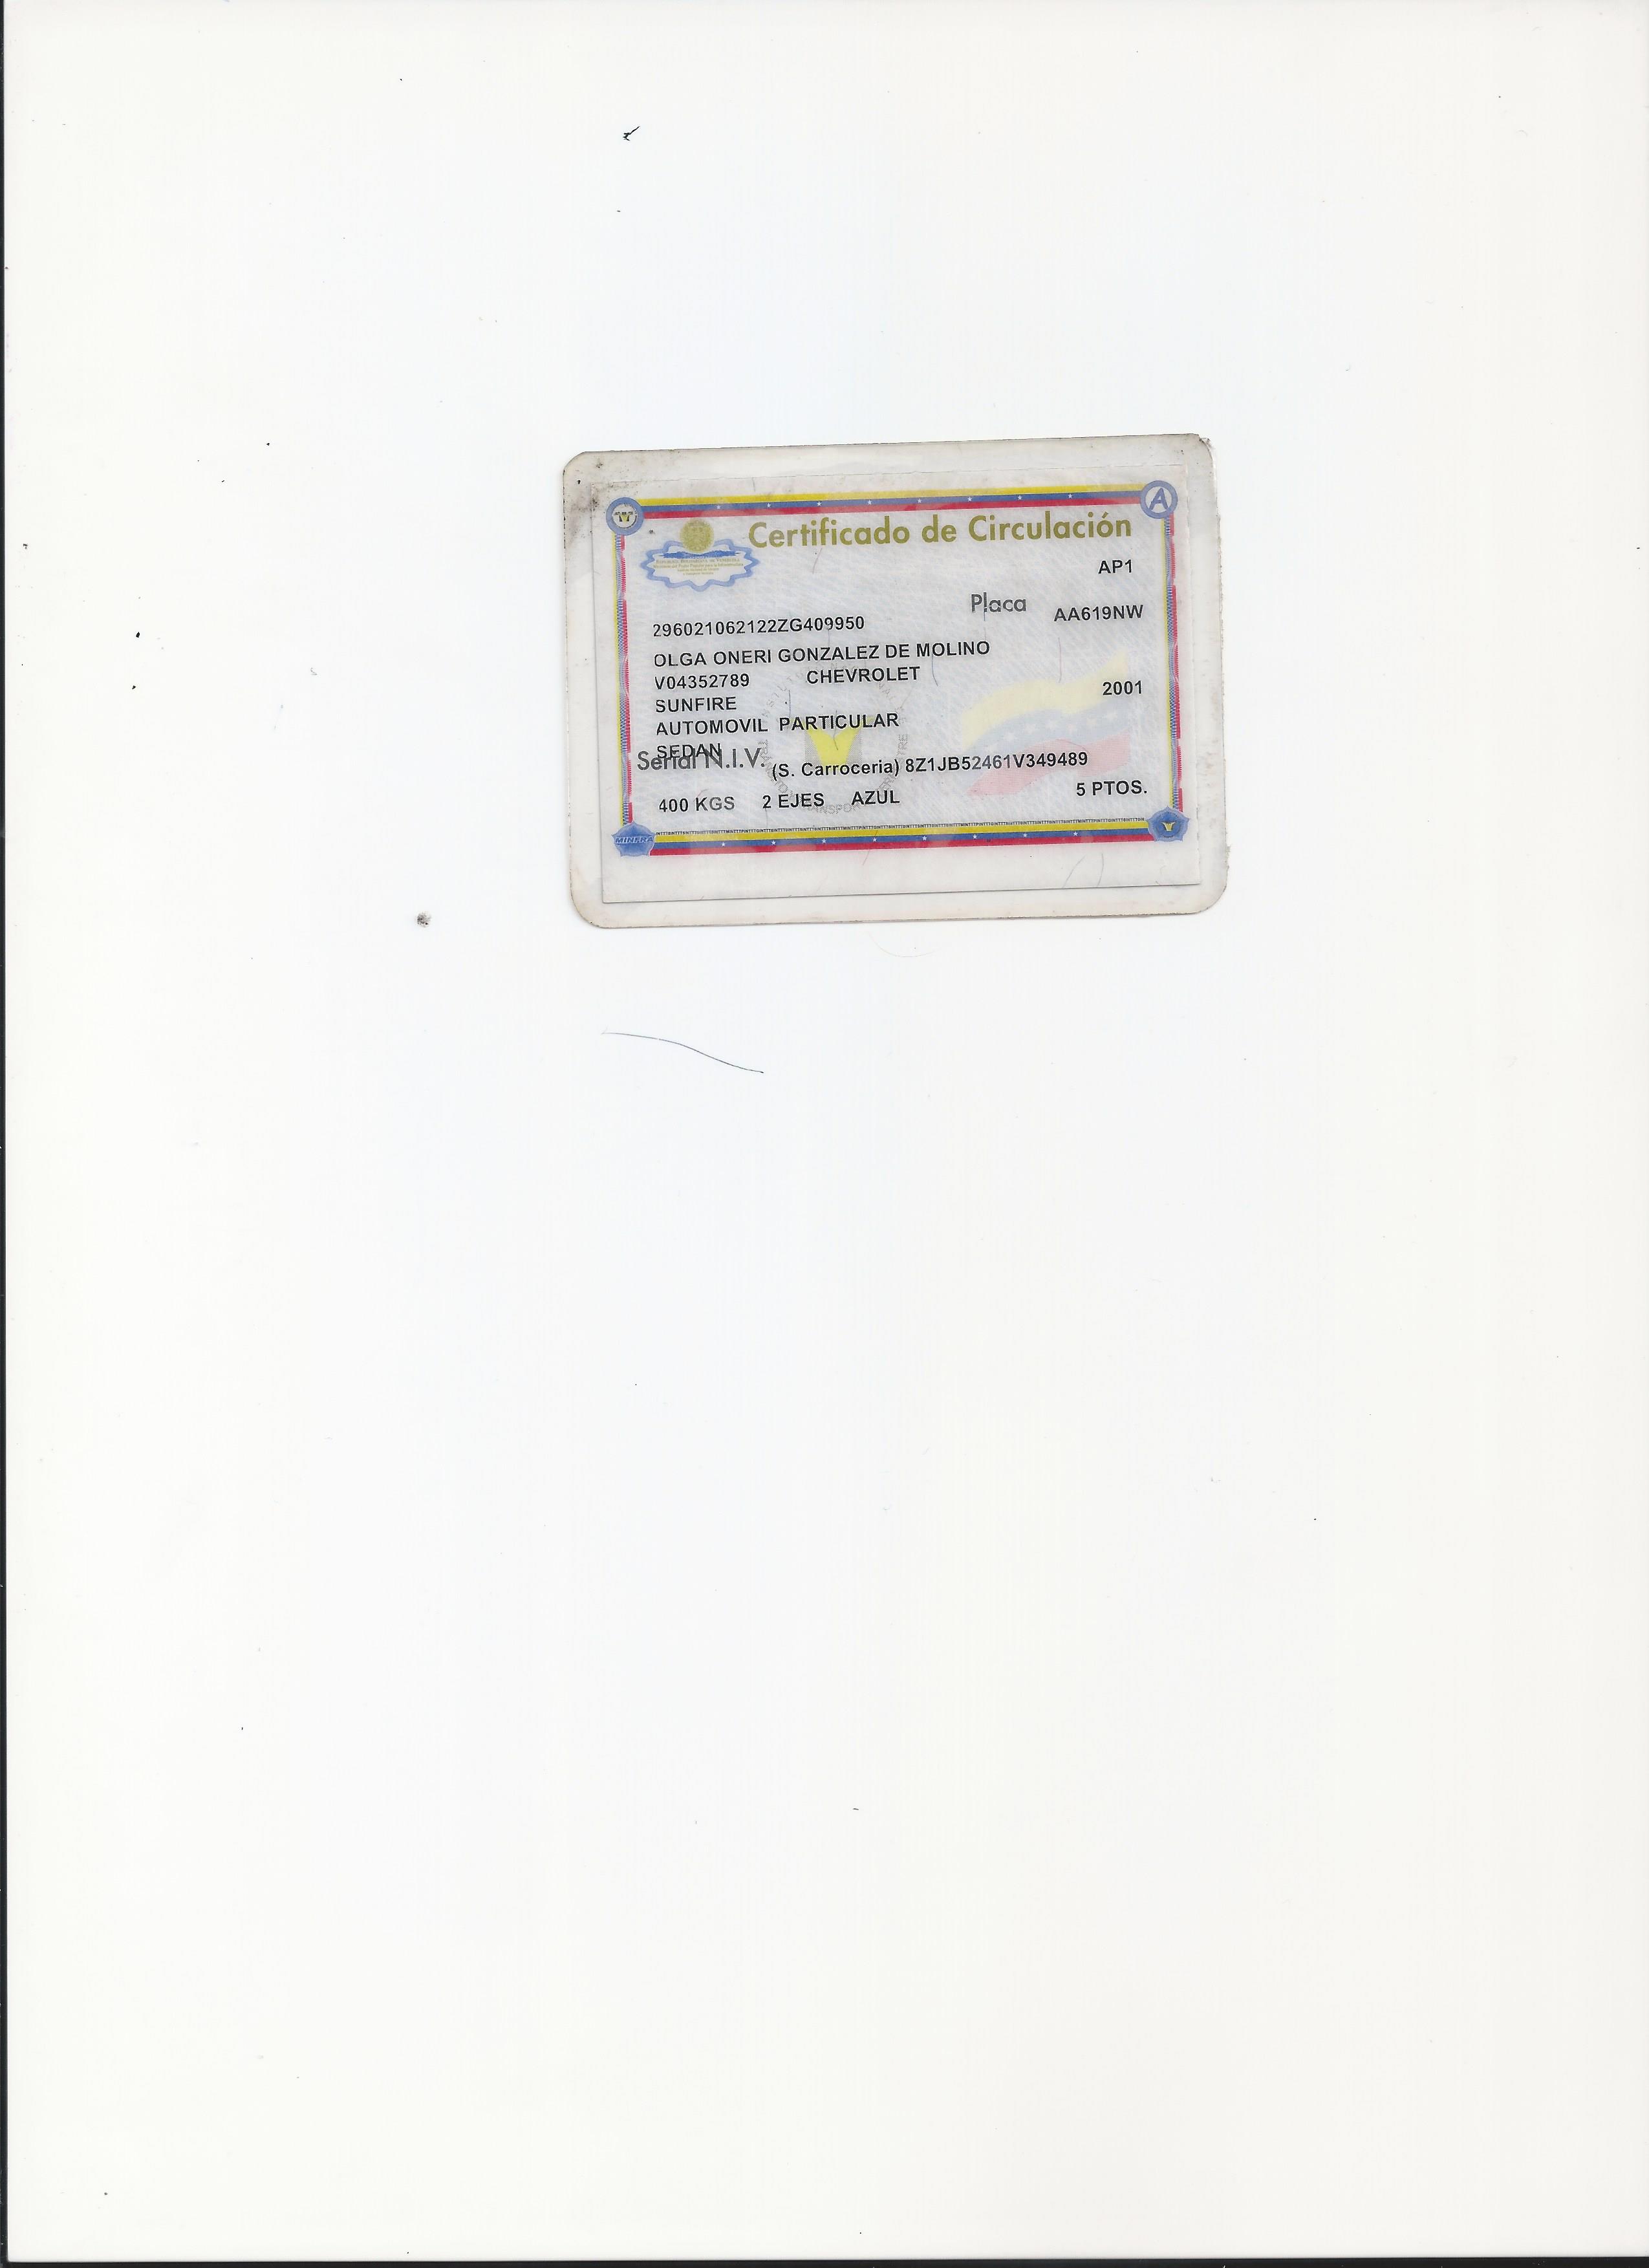 Certificado de Circulación
AP1
Placa AA619NW
296021062122ZG409950
OLGA ONERI GONZALEZ DE MOLINO
V04352789 CHEVROLET
SUNFIRE 2001
AUTOMOVIL PARTICULAR
SEDAN
Serial N.I.V. (S. Carroceria) 8Z1JB52461V349489
400 KGS 2 EJES AZUL 5 PTOS.
MINFRA